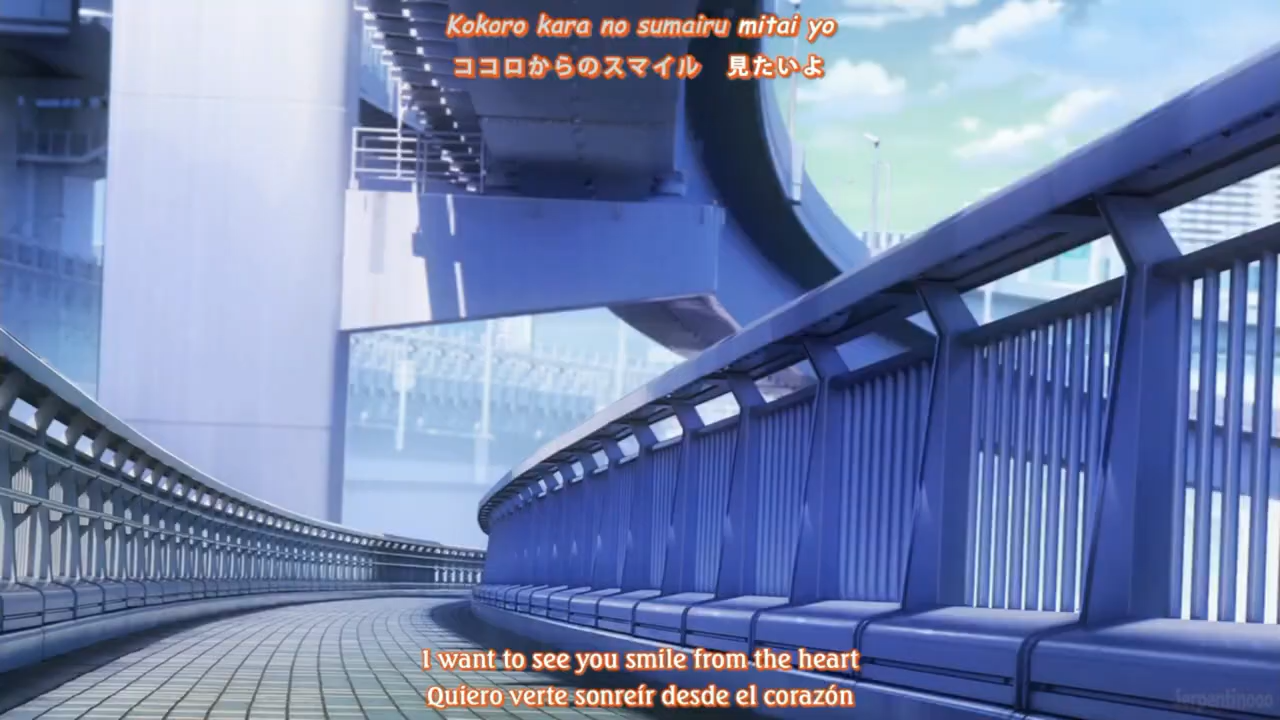 Kokoro kara no sumairu mitai yo
ココロからのスマイル　見たいよ
I want to see you smile from the heart
Quiero verte sonreír desde el corazón
Serpentinooo